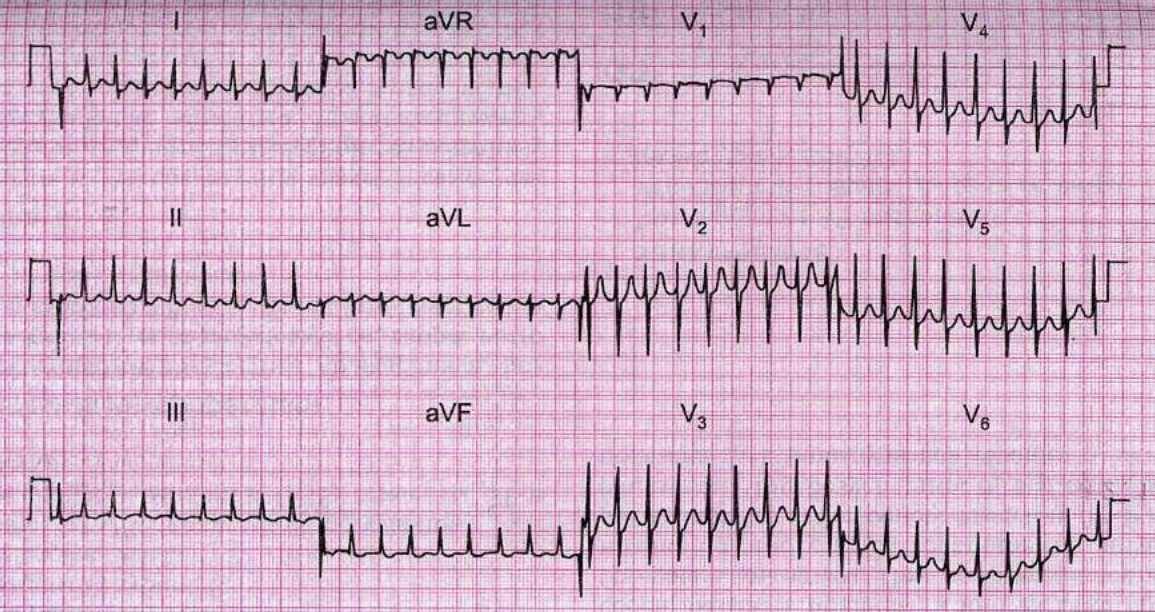 I aVR V₁ V₄
II aVL V₂ V₅
III aVF V₃ V₆